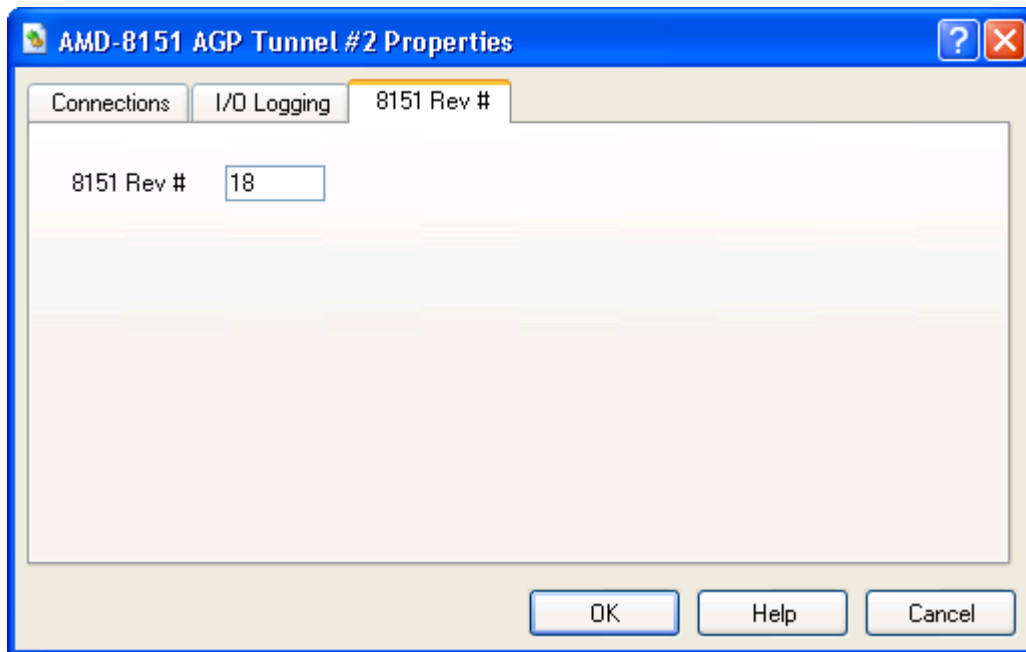 AMD-8151 AGP Tunnel #2 Properties
Connections I/O Logging 8151 Rev #
8151 Rev # 18
OK Help Cancel